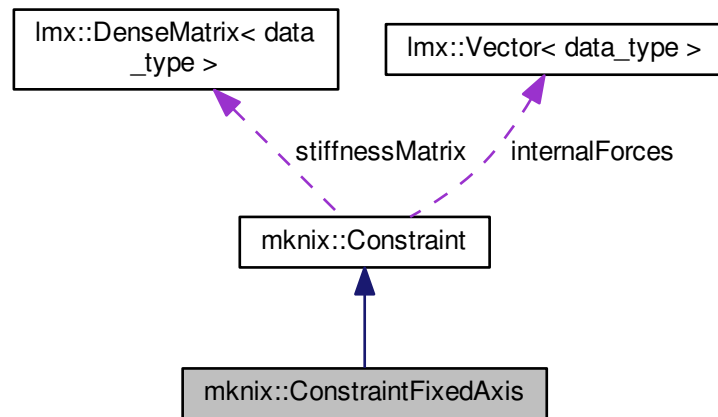 lmx::DenseMatrix< data
_type >
lmx::Vector< data_type >
stiffnessMatrix
internalForces
mknix::Constraint
mknix::ConstraintFixedAxis